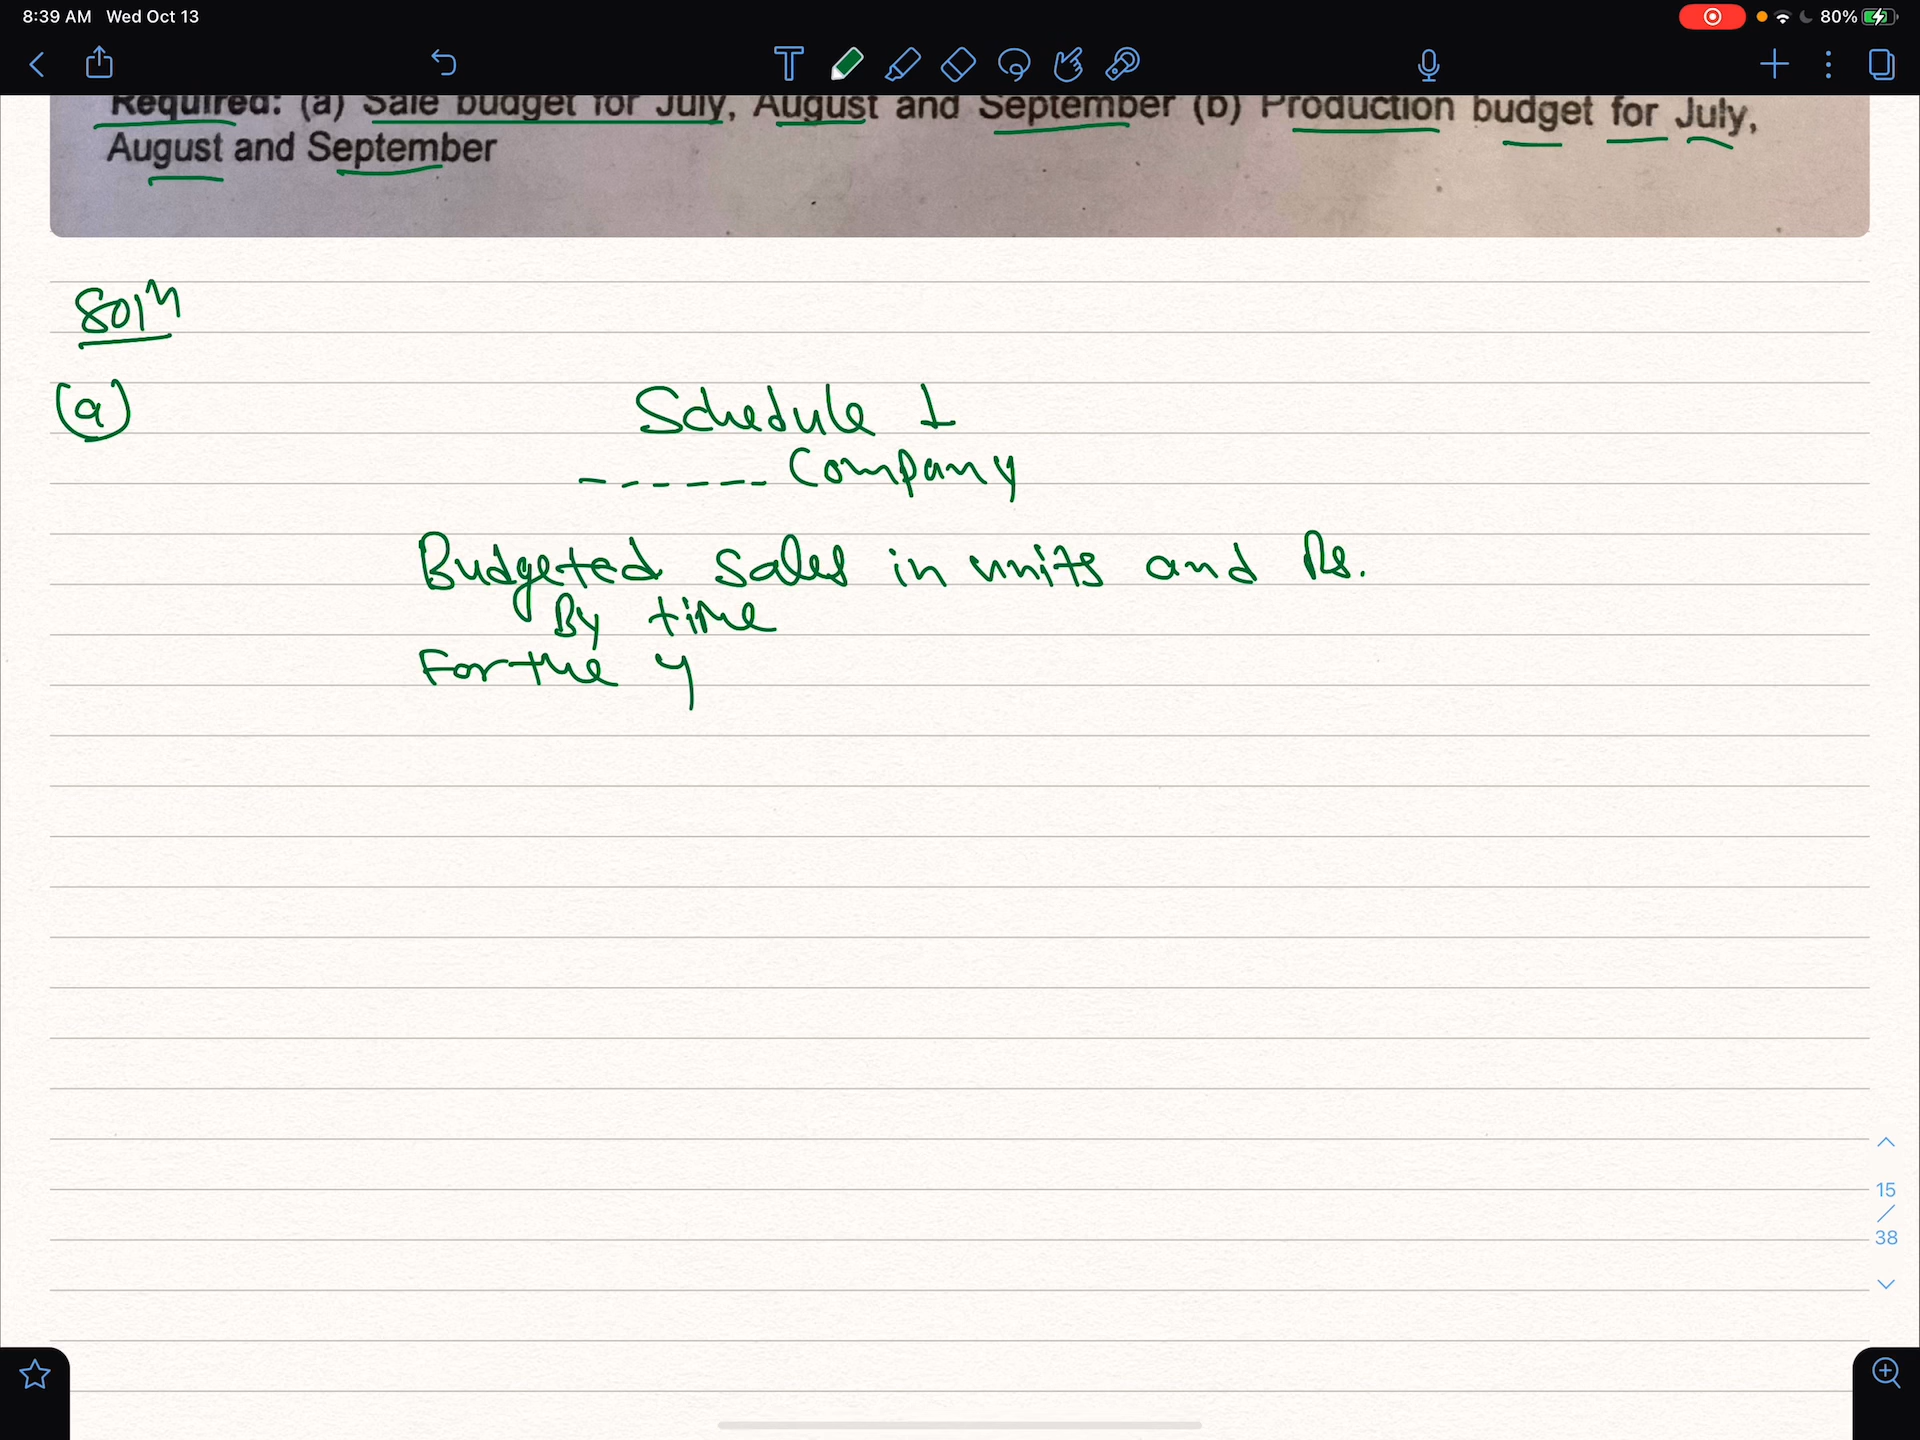 8:39 AM Wed Oct 13
80%
Required: (a) Sale budget for July, August and September (b) Production budget for July,
August and September
Solⁿ
(a)
Schedule 1
------ Company
Budgeted sales in units and Rs.
By time
For the y
15
/
38